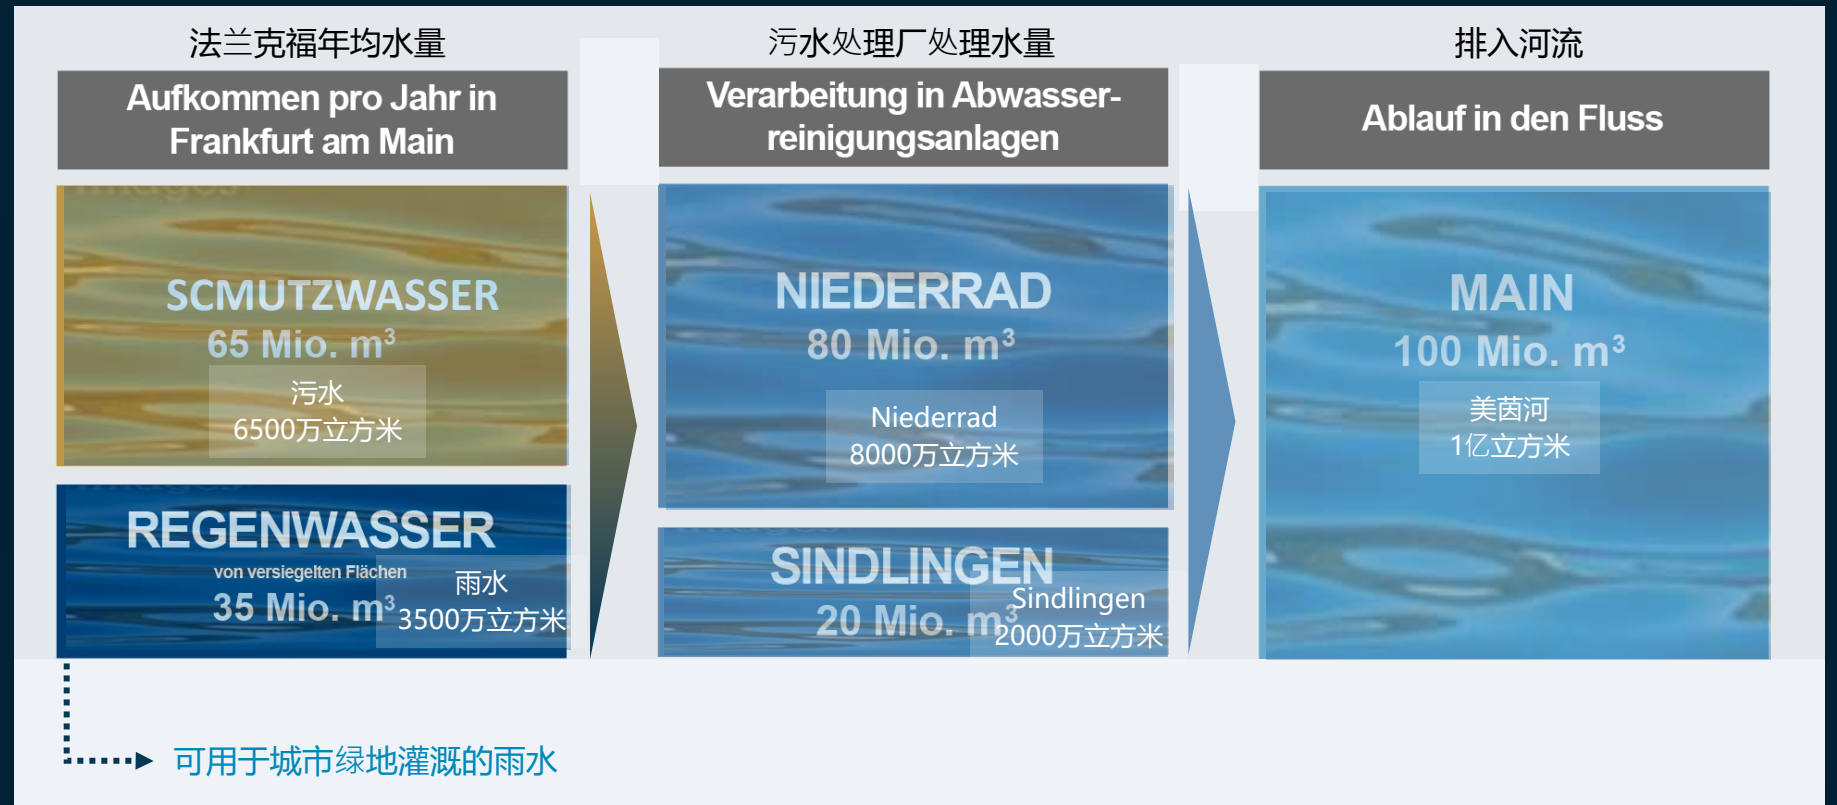 法兰克福年均水量
Aufkommen pro Jahr in
Frankfurt am Main
images
SCMUTZWASSER
65 Mio. m³
污水
6500万立方米
REGENWASSER
von versiegelten Flächen
35 Mio. m³
雨水
3500万立方米
可用于城市绿地灌溉的雨水
污水处理厂处理水量
Verarbeitung in Abwasser-
reinigungsanlagen
NIEDERRAD
80 Mio. m³
Niederrad
8000万立方米
SINDLINGEN
20 Mio. m³
Sindlingen
2000万立方米
排入河流
Ablauf in den Fluss
MAIN
100 Mio. m³
美茵河
1亿立方米